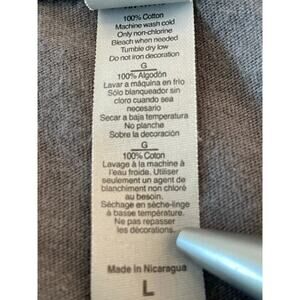 100% Cotton
Machine wash cold
Only non-chlorine
Bleach when needed
Tumble dry low
Do not iron decoration
G
100% Algodón
Lavar a máquina en frio
Sólo blanqueador sin
cloro cuando sea
necesario
Secar a baja temperatura
No planche
Sobre la decoración
G
100% Coton
Lavage à la machine à
l'eau froide. Utiliser
seulement un agent de
blanchiment non chloré
au besoin.
Séchage en sèche-linge
à basse température.
Ne pas repasser
les décorations.
Made in Nicaragua
L